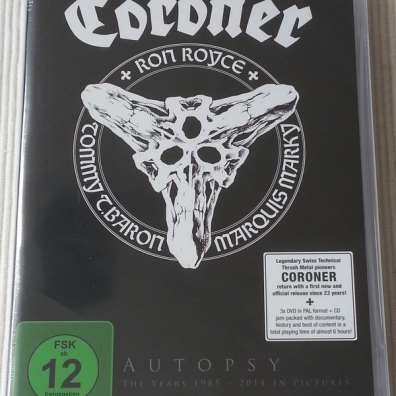 Coroner
RON ROYCE
TOMMY T. BARON
MARQUIS MARKY
Legendary Swiss Technical
Thrash Metal pioneers
CORONER
return with a first new and
official release since 23 years!
+
3x DVD in PAL format + CD
jam-packed with documentary,
history and best of content in a
total playing time of almost 6 hours!
FSK
ab
12
freigegeben
AUTOPSY
THE YEARS 1985 - 2014 IN PICTURES